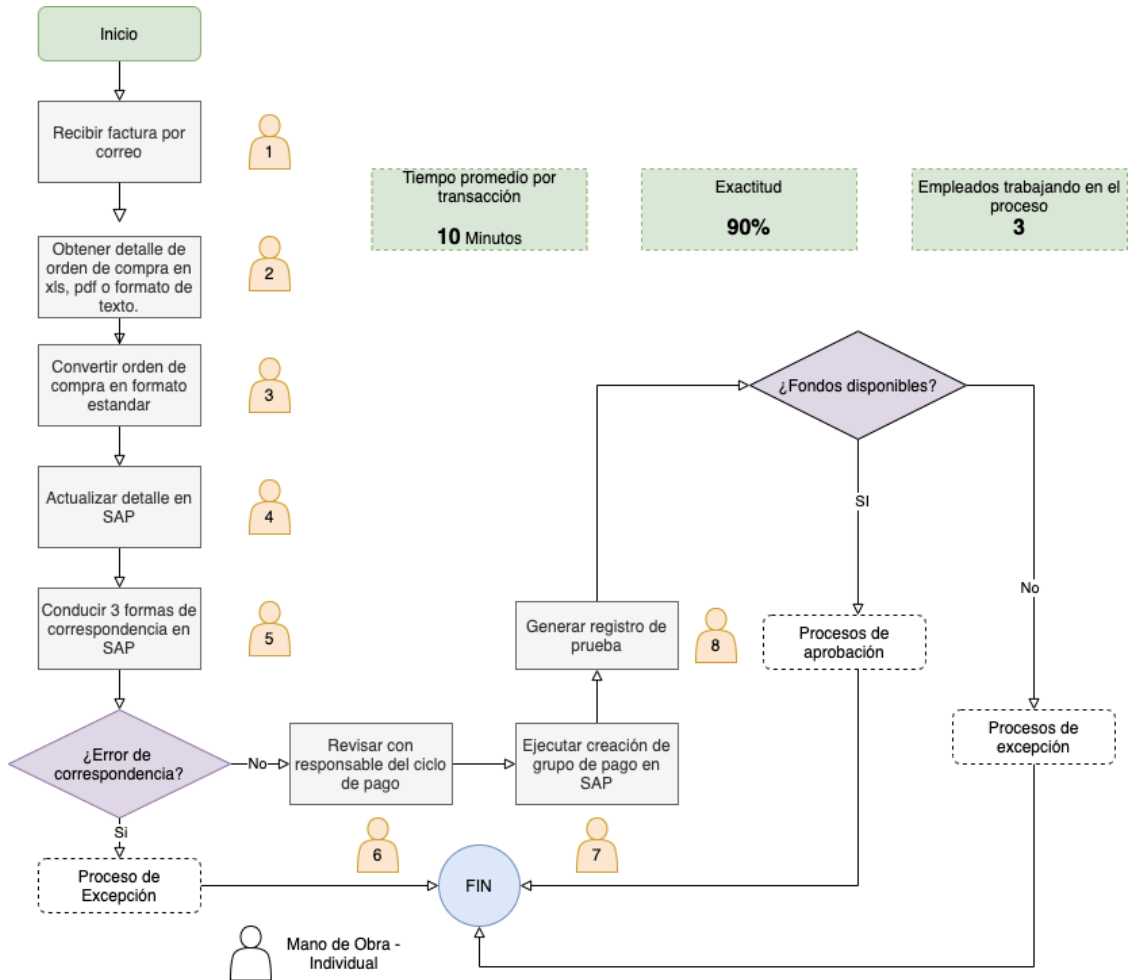 Inicio
Recibir factura por
correo
1
Obtener detalle de
orden de compra en
xls, pdf o formato de
texto.
2
Convertir orden de
compra en formato
estandar
3
Actualizar detalle en
SAP
4
Conducir 3 formas de
correspondencia en
SAP
5
¿Error de
correspondencia?
No
Si
Proceso de
Excepción
Revisar con
responsable del ciclo
de pago
6
Ejecutar creación de
grupo de pago en
SAP
7
Generar registro de
prueba
8
Tiempo promedio por
transacción
10 Minutos
Exactitud
90%
Empleados trabajando en el
proceso
3
¿Fondos disponibles?
SI
No
Procesos de
aprobación
Procesos de
excepción
FIN
Mano de Obra -
Individual